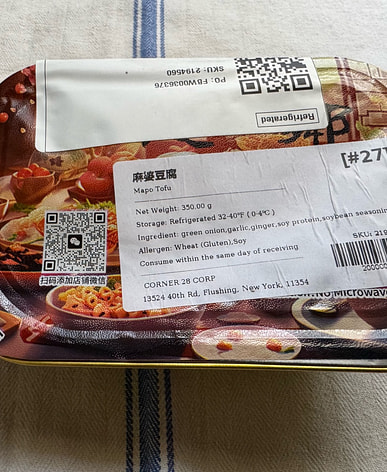 PO: FBW0036376
SKU: 2194560
Refrigerated
麻婆豆腐
[#27
Mapo Tofu
Net Weight: 350.00 g
Storage: Refrigerated 32-40°F ( 0-4°C )
Ingredient: green onion,garlic,ginger,soy protein,soybean seasoning
Allergen: Wheat (Gluten),Soy
SKU: 219
Consume within the same day of receiving
CORNER 28 CORP
13524 40th Rd, Flushing, New York, 11354
扫码添加店铺微信
Microwave